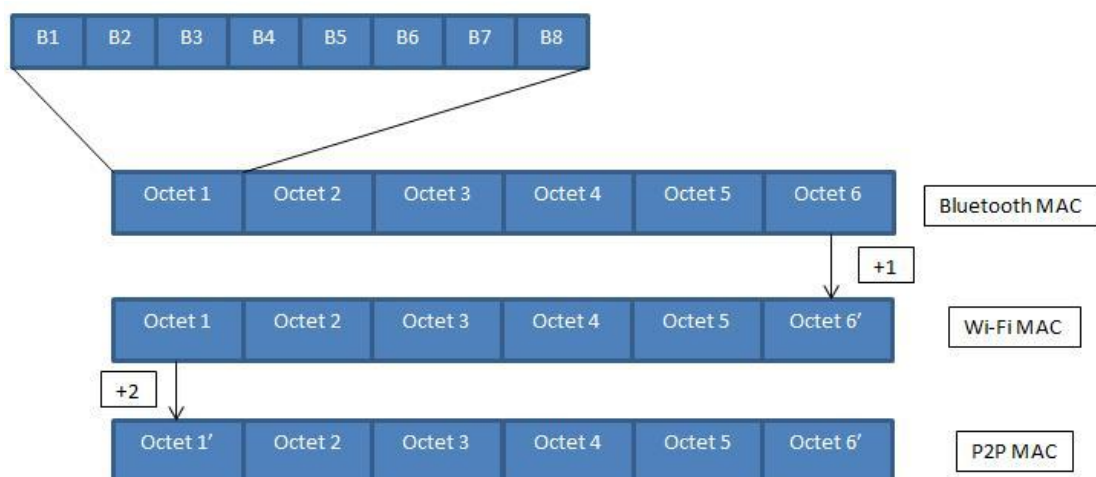 B1 B2 B3 B4 B5 B6 B7 B8
Octet 1 Octet 2 Octet 3 Octet 4 Octet 5 Octet 6 Bluetooth MAC
+1
Octet 1 Octet 2 Octet 3 Octet 4 Octet 5 Octet 6′ Wi-Fi MAC
+2
Octet 1′ Octet 2 Octet 3 Octet 4 Octet 5 Octet 6′ P2P MAC